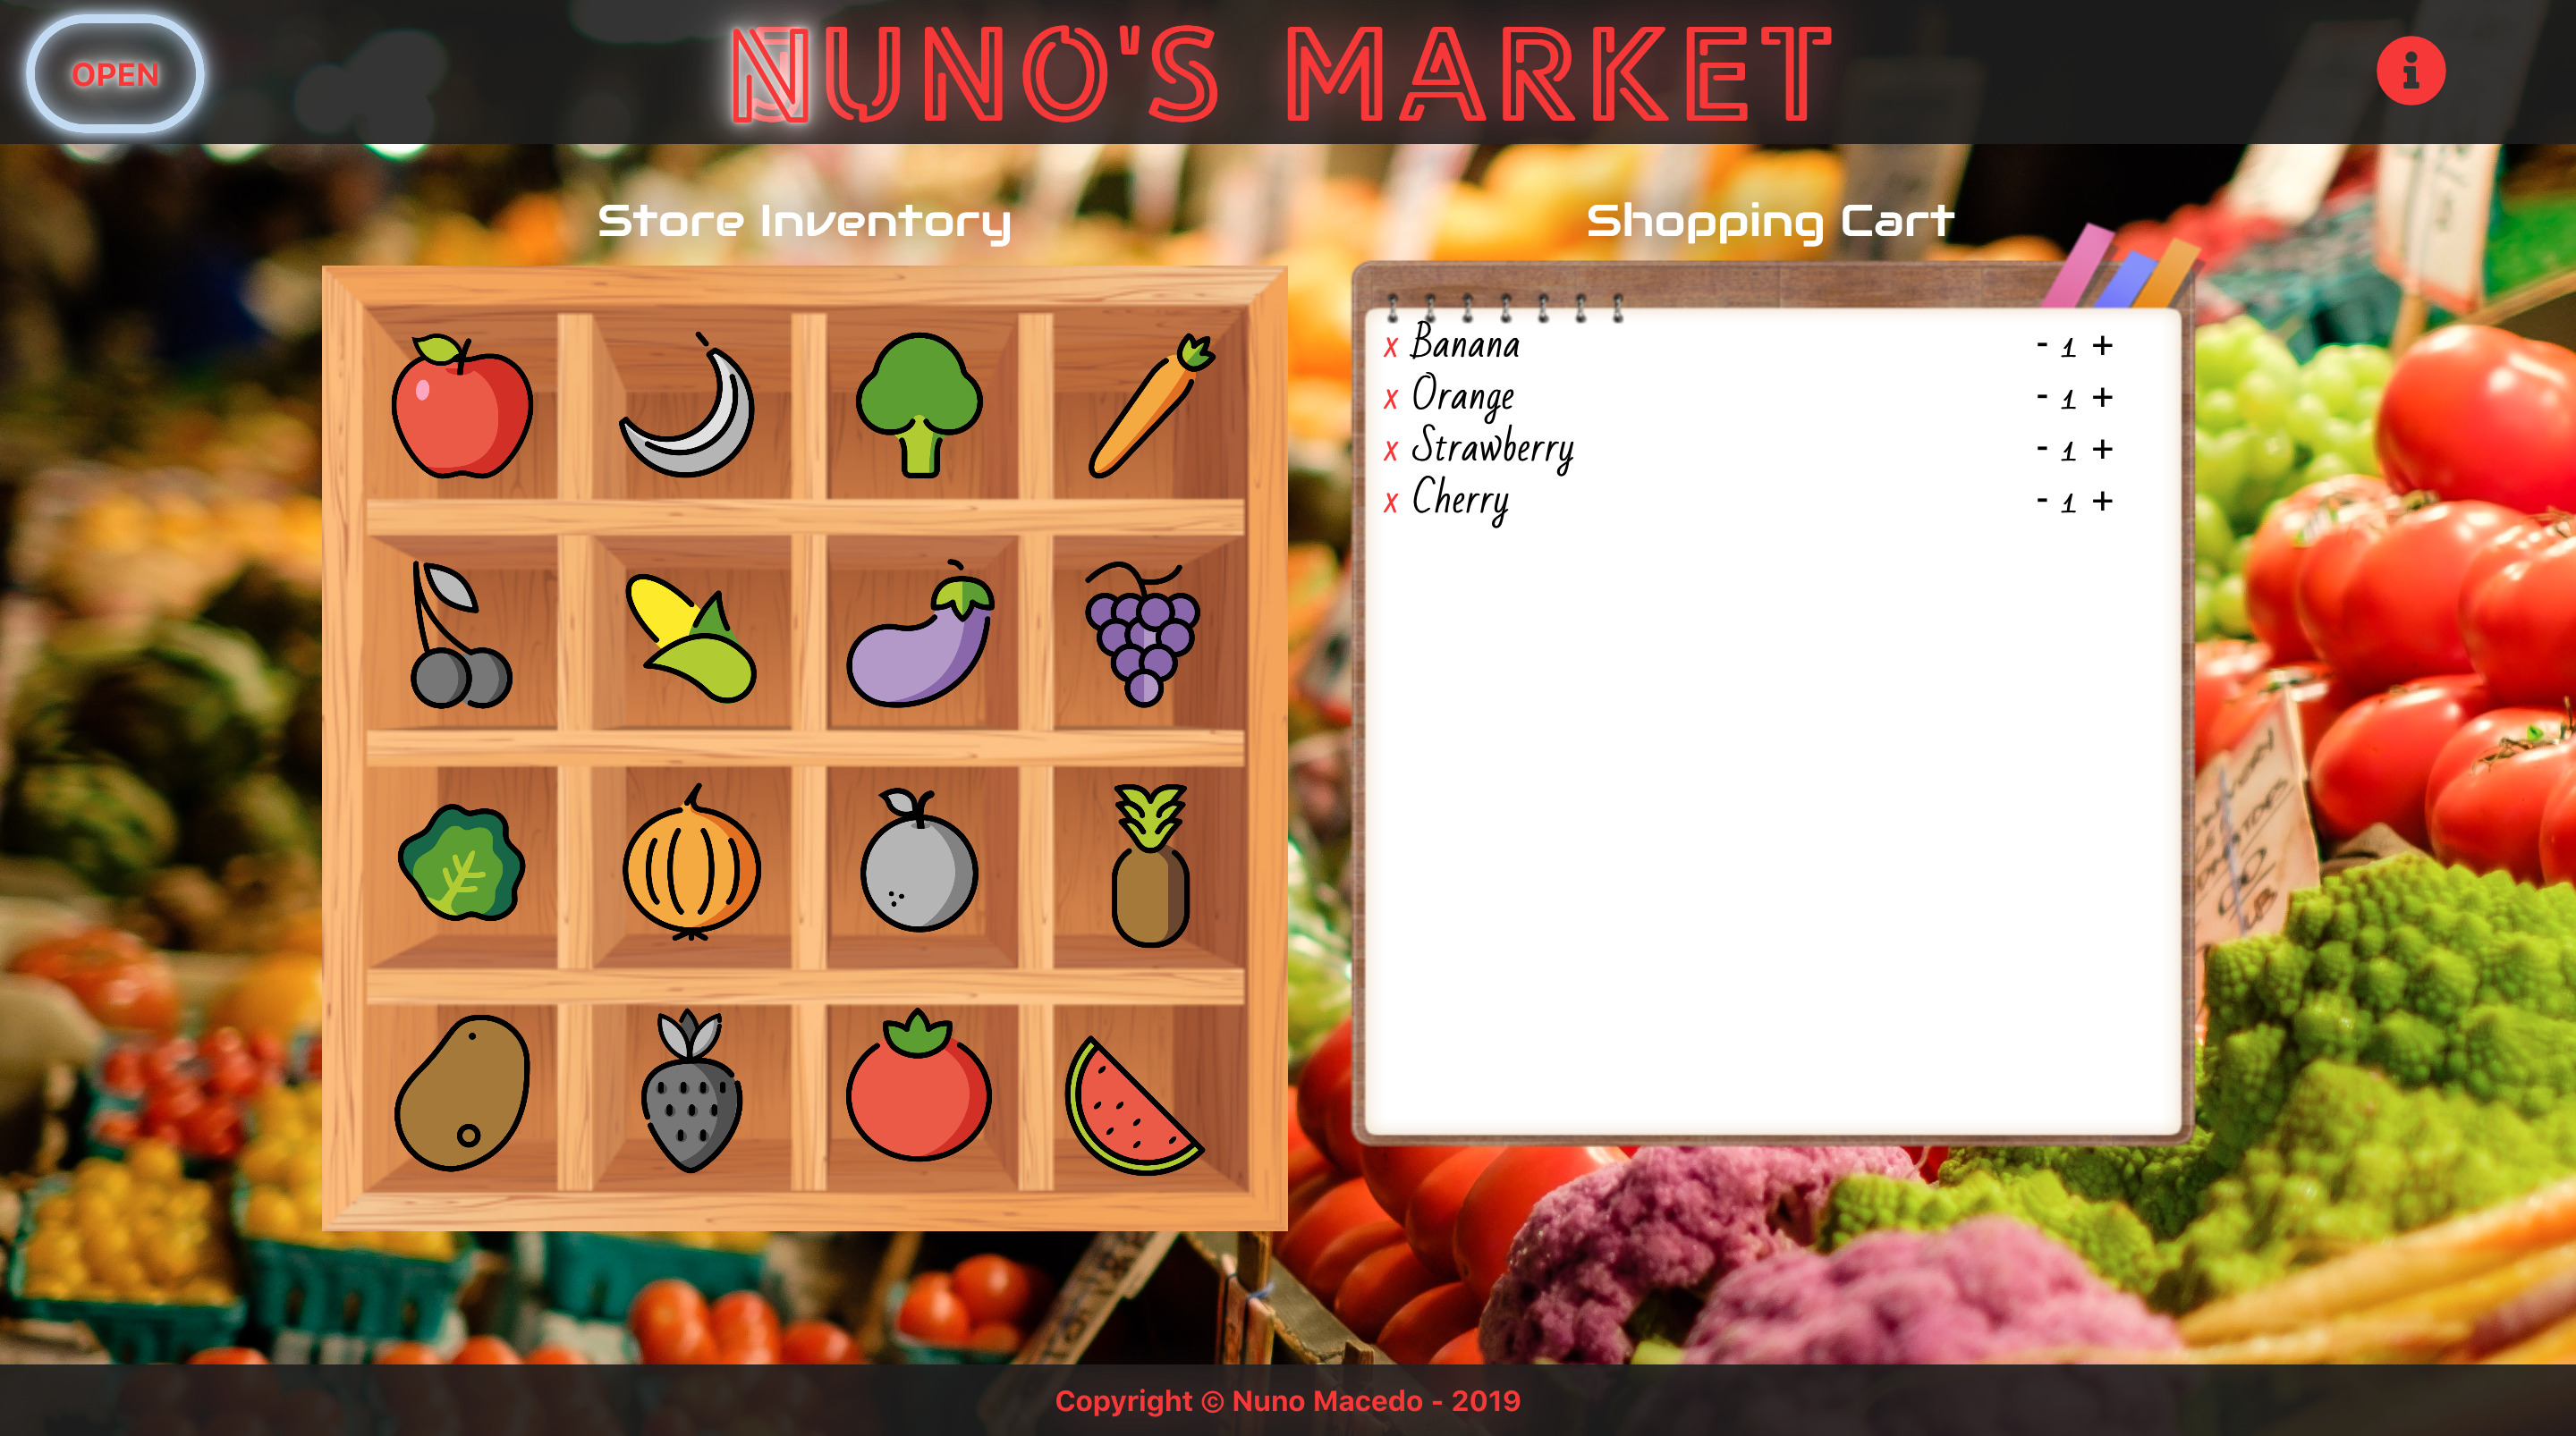 OPEN
NUNO'S MARKET
Store Inventory
Shopping Cart
x Banana - 1 +
x Orange - 1 +
x Strawberry - 1 +
x Cherry - 1 +
Copyright © Nuno Macedo - 2019